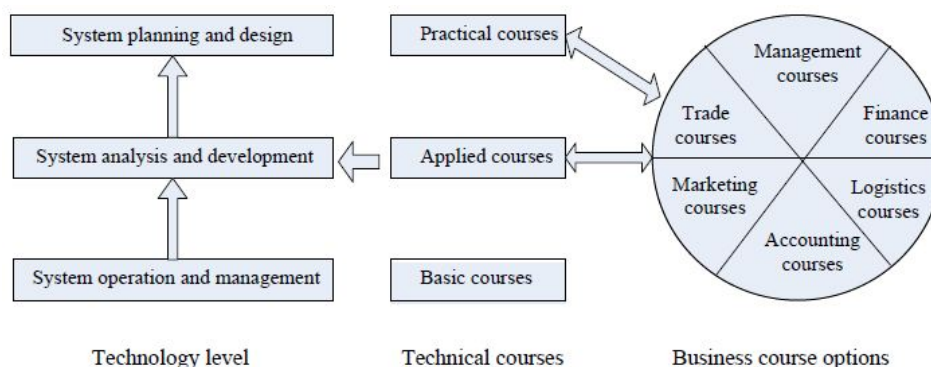 System planning and design
Practical courses
Management
courses
Trade
courses
Finance
courses
System analysis and development
Applied courses
Marketing
courses
Logistics
courses
Accounting
courses
System operation and management
Basic courses
Technology level
Technical courses
Business course options